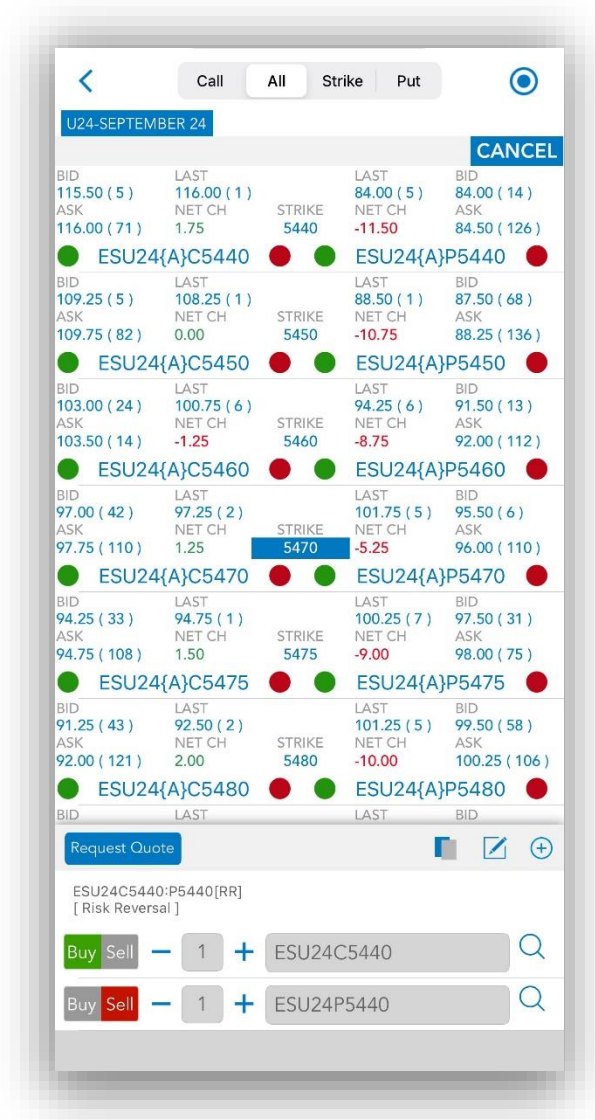 Call All Strike Put
U24-SEPTEMBER 24
CANCEL
BID LAST LAST BID
115.50 ( 5 ) 116.00 ( 1 ) 84.00 ( 5 ) 84.00 ( 14 )
ASK NET CH STRIKE NET CH ASK
116.00 ( 71 ) 1.75 5440 -11.50 84.50 ( 126 )
ESU24{A}C5440 ESU24{A}P5440
BID LAST LAST BID
109.25 ( 5 ) 108.25 ( 1 ) 88.50 ( 1 ) 87.50 ( 68 )
ASK NET CH STRIKE NET CH ASK
109.75 ( 82 ) 0.00 5450 -10.75 88.25 ( 136 )
ESU24{A}C5450 ESU24{A}P5450
BID LAST LAST BID
103.00 ( 24 ) 100.75 ( 6 ) 94.25 ( 6 ) 91.50 ( 13 )
ASK NET CH STRIKE NET CH ASK
103.50 ( 14 ) -1.25 5460 -8.75 92.00 ( 112 )
ESU24{A}C5460 ESU24{A}P5460
BID LAST LAST BID
97.00 ( 42 ) 97.25 ( 2 ) 101.75 ( 5 ) 95.50 ( 6 )
ASK NET CH STRIKE NET CH ASK
97.75 ( 110 ) 1.25 5470 -5.25 96.00 ( 110 )
ESU24{A}C5470 ESU24{A}P5470
BID LAST LAST BID
94.25 ( 33 ) 94.75 ( 1 ) 100.25 ( 7 ) 97.50 ( 31 )
ASK NET CH STRIKE NET CH ASK
94.75 ( 108 ) 1.50 5475 -9.00 98.00 ( 75 )
ESU24{A}C5475 ESU24{A}P5475
BID LAST LAST BID
91.25 ( 43 ) 92.50 ( 2 ) 101.25 ( 5 ) 99.50 ( 58 )
ASK NET CH STRIKE NET CH ASK
92.00 ( 121 ) 2.00 5480 -10.00 100.25 ( 106 )
ESU24{A}C5480 ESU24{A}P5480
BID LAST LAST BID
Request Quote
ESU24C5440:P5440[RR]
[ Risk Reversal ]
Buy Sell − 1 + ESU24C5440
Buy Sell − 1 + ESU24P5440